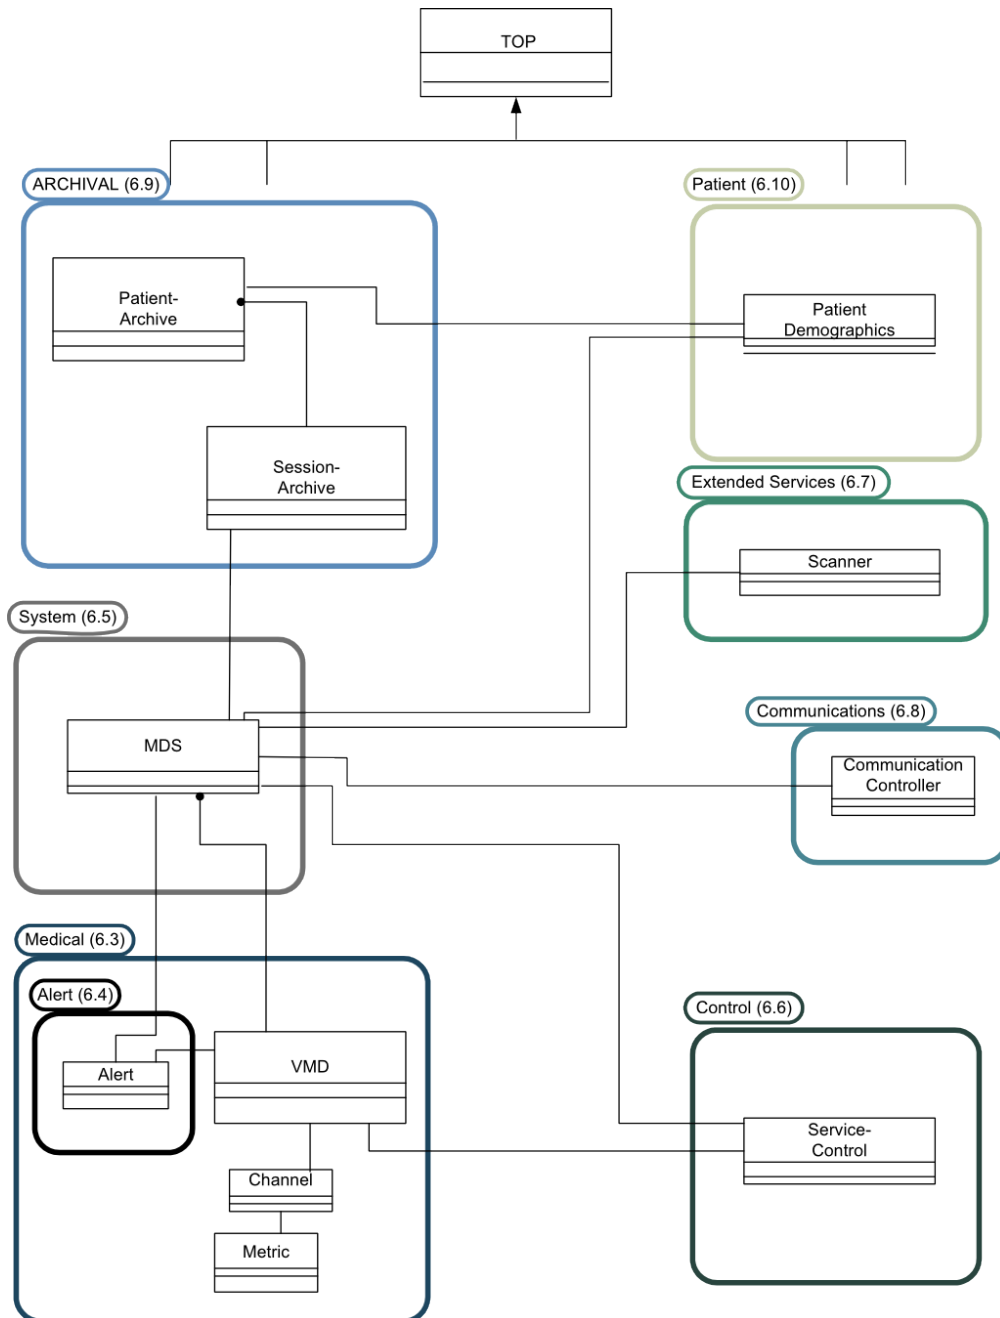 TOP
ARCHIVAL (6.9)
Patient (6.10)
Patient-
Archive
Patient
Demographics
Session-
Archive
Extended Services (6.7)
Scanner
System (6.5)
MDS
Communications (6.8)
Communication
Controller
Medical (6.3)
Alert (6.4)
Alert
VMD
Control (6.6)
Service-
Control
Channel
Metric